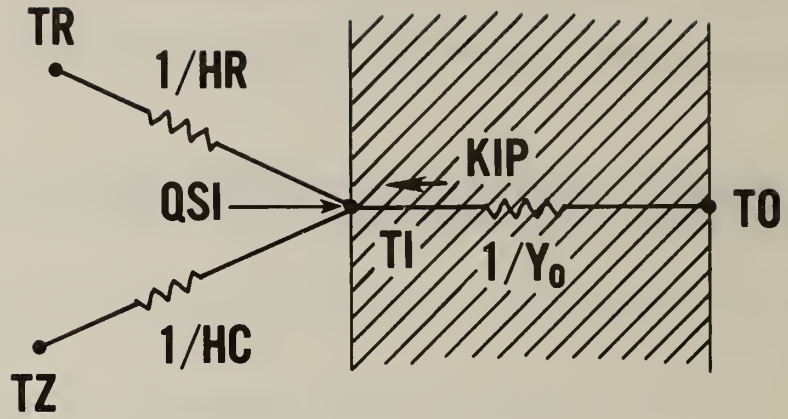 TR
1/HR
KIP
QSI
TO
TI
1/Y₀
1/HC
TZ